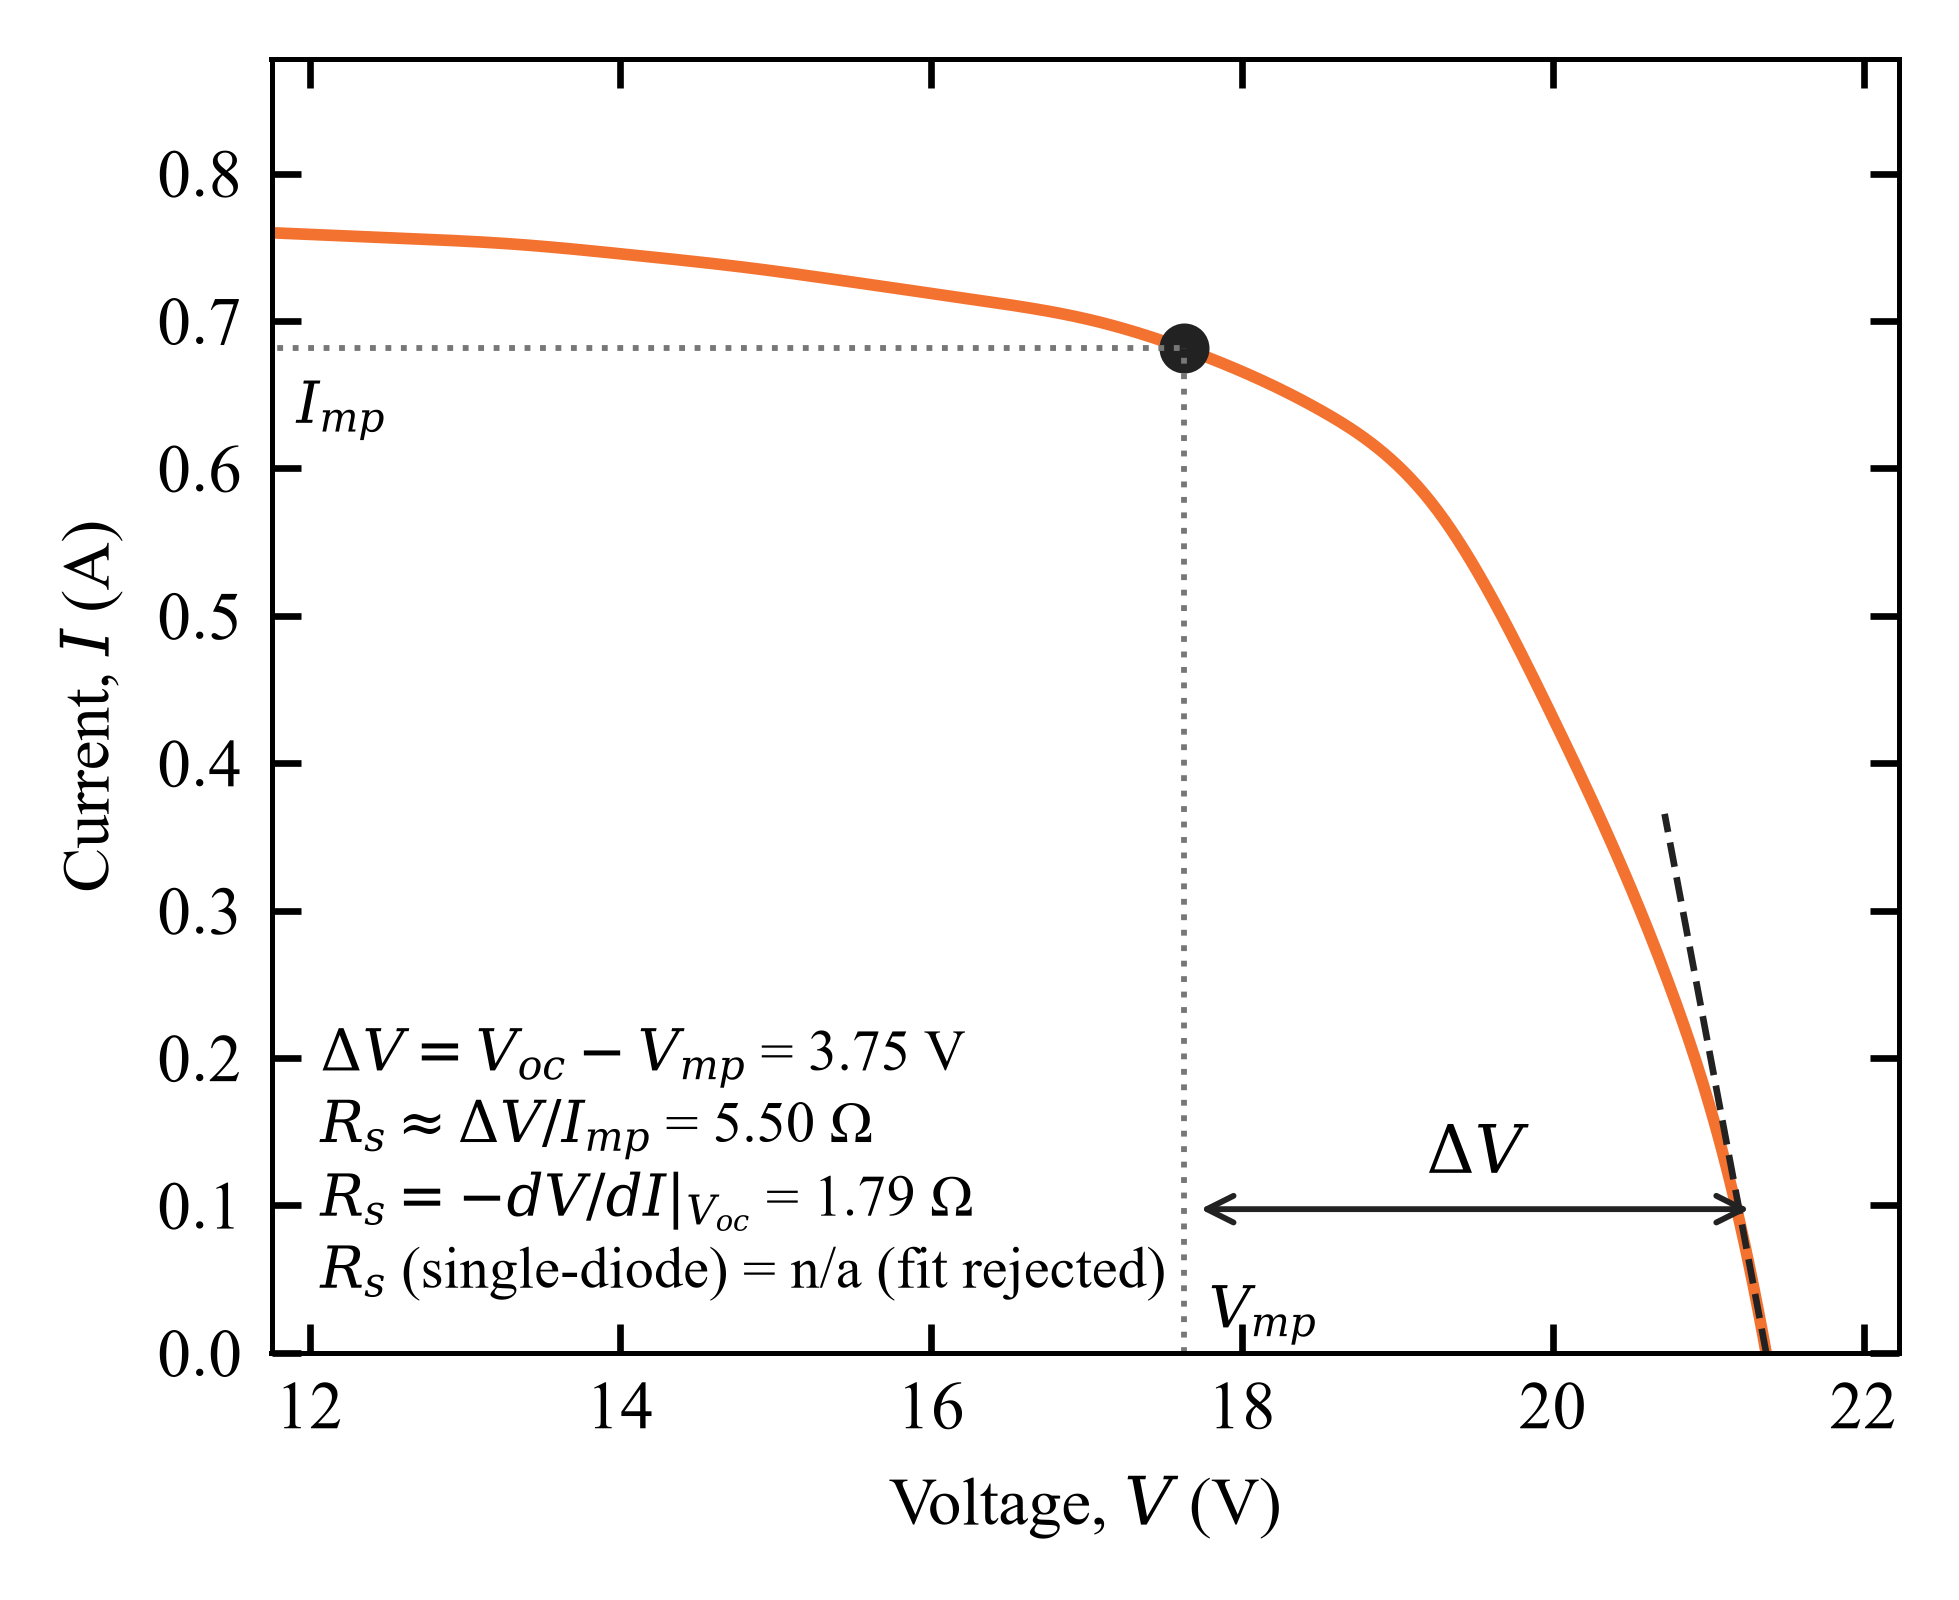 0.8
0.7
0.6
0.5
0.4
0.3
0.2
0.1
0.0
Current, I (A)
I_mp
ΔV = V_oc − V_mp = 3.75 V
R_s ≈ ΔV/I_mp = 5.50 Ω
R_s = −dV/dI|_V_oc = 1.79 Ω
R_s (single-diode) = n/a (fit rejected)
ΔV
V_mp
12 14 16 18 20 22
Voltage, V (V)